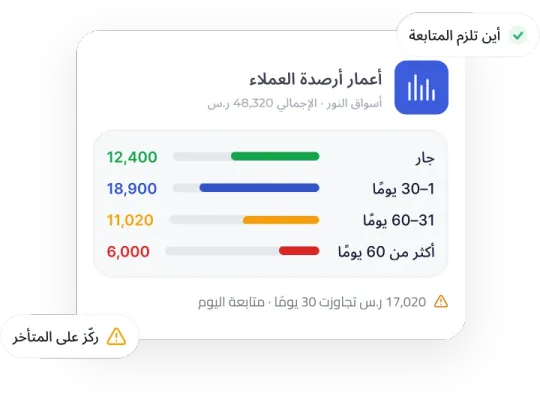 أين تلزم المتابعة
أعمار أرصدة العملاء
أسواق النور · الإجمالي 48,320 ر.س
جار 12,400
1–30 يومًا 18,900
31–60 يومًا 11,020
أكثر من 60 يومًا 6,000
17,020 ر.س تجاوزت 30 يومًا · متابعة اليوم
ركّز على المتأخر